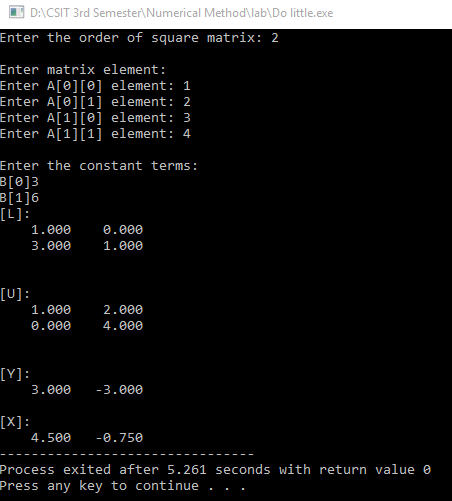 D:\CSIT 3rd Semester\Numerical Method\lab\Do little.exe
Enter the order of square matrix: 2
Enter matrix element:
Enter A[0][0] element: 1
Enter A[0][1] element: 2
Enter A[1][0] element: 3
Enter A[1][1] element: 4
Enter the constant terms:
B[0]3
B[1]6
[L]:
1.000 0.000
3.000 1.000
[U]:
1.000 2.000
0.000 4.000
[Y]:
3.000 -3.000
[X]:
4.500 -0.750
--------------------------------
Process exited after 5.261 seconds with return value 0
Press any key to continue . . .